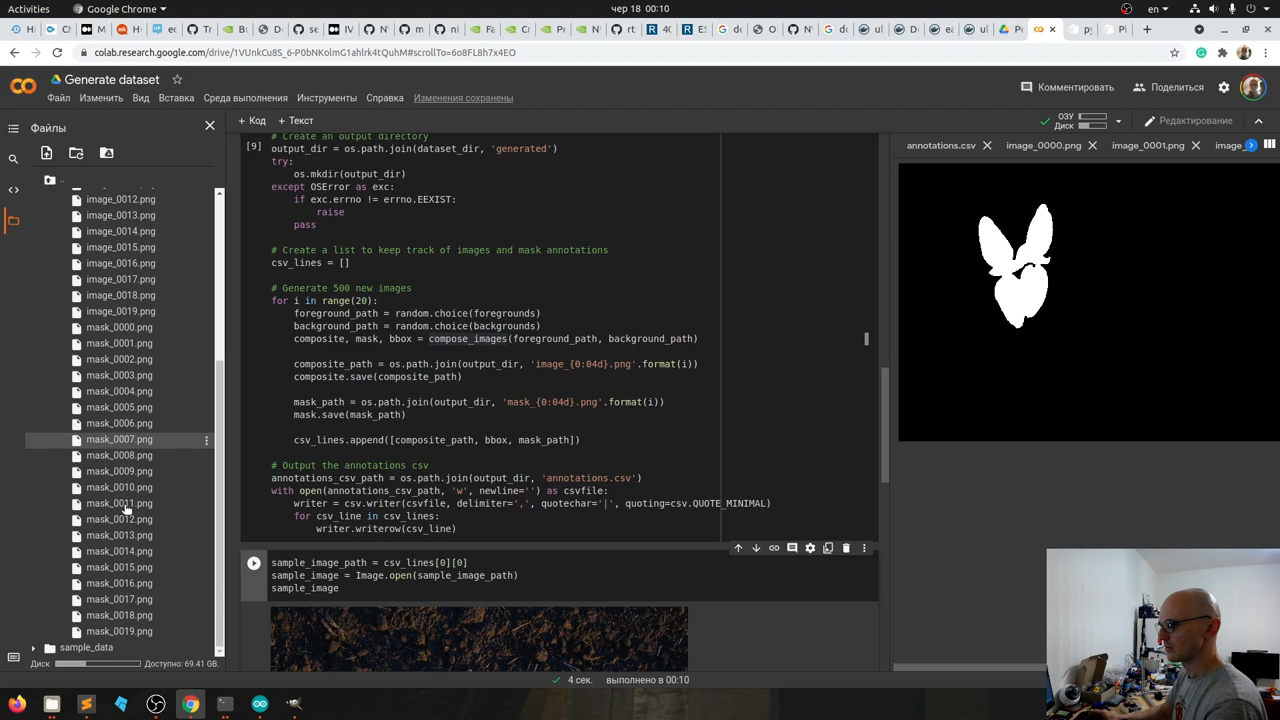 Activities
Google Chrome
чер 18 00:10
en
colab.research.google.com/drive/1VUnkCu8S_6-P0bNKolmG1ahlrk4tQuhM#scrollTo=6o8FL8h7x4EO
Generate dataset
Файл Изменить Вид Вставка Среда выполнения Инструменты Справка Изменения сохранены
Комментировать
Поделиться
Файлы
+ Код + Текст
ОЗУ
Диск
Редактирование
..
image_0012.png
image_0013.png
image_0014.png
image_0015.png
image_0016.png
image_0017.png
image_0018.png
image_0019.png
mask_0000.png
mask_0001.png
mask_0002.png
mask_0003.png
mask_0004.png
mask_0005.png
mask_0006.png
mask_0007.png
mask_0008.png
mask_0009.png
mask_0010.png
mask_0011.png
mask_0012.png
mask_0013.png
mask_0014.png
mask_0015.png
mask_0016.png
mask_0017.png
mask_0018.png
mask_0019.png
sample_data
Диск Доступно: 69.41 GB.
[9]
# Create an output directory
output_dir = os.path.join(dataset_dir, 'generated')
try:
os.mkdir(output_dir)
except OSError as exc:
if exc.errno != errno.EEXIST:
raise
pass
# Create a list to keep track of images and mask annotations
csv_lines = []
# Generate 500 new images
for i in range(20):
foreground_path = random.choice(foregrounds)
background_path = random.choice(backgrounds)
composite, mask, bbox = compose_images(foreground_path, background_path)
composite_path = os.path.join(output_dir, 'image_{0:04d}.png'.format(i))
composite.save(composite_path)
mask_path = os.path.join(output_dir, 'mask_{0:04d}.png'.format(i))
mask.save(mask_path)
csv_lines.append([composite_path, bbox, mask_path])
# Output the annotations csv
annotations_csv_path = os.path.join(output_dir, 'annotations.csv')
with open(annotations_csv_path, 'w', newline='') as csvfile:
writer = csv.writer(csvfile, delimiter=',', quotechar='|', quoting=csv.QUOTE_MINIMAL)
for csv_line in csv_lines:
writer.writerow(csv_line)
sample_image_path = csv_lines[0][0]
sample_image = Image.open(sample_image_path)
sample_image
4 сек. выполнено в 00:10
annotations.csv
image_0000.png
image_0001.png
image_